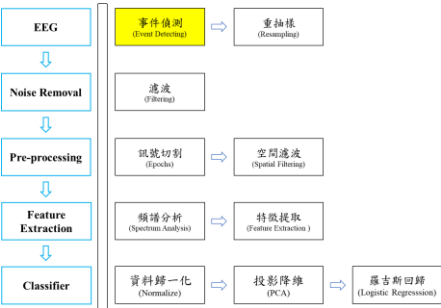 EEG
事件偵測
(Event Detecting)
重抽樣
(Resampling)
Noise Removal
濾波
(Filtering)
Pre-processing
訊號切割
(Epochs)
空間濾波
(Spatial Filtering)
Feature
Extraction
頻譜分析
(Spectrum Analysis)
特徵提取
(Feature Extraction )
Classifier
資料歸一化
(Normalize)
投影降維
(PCA)
羅吉斯回歸
(Logistic Regresssion)